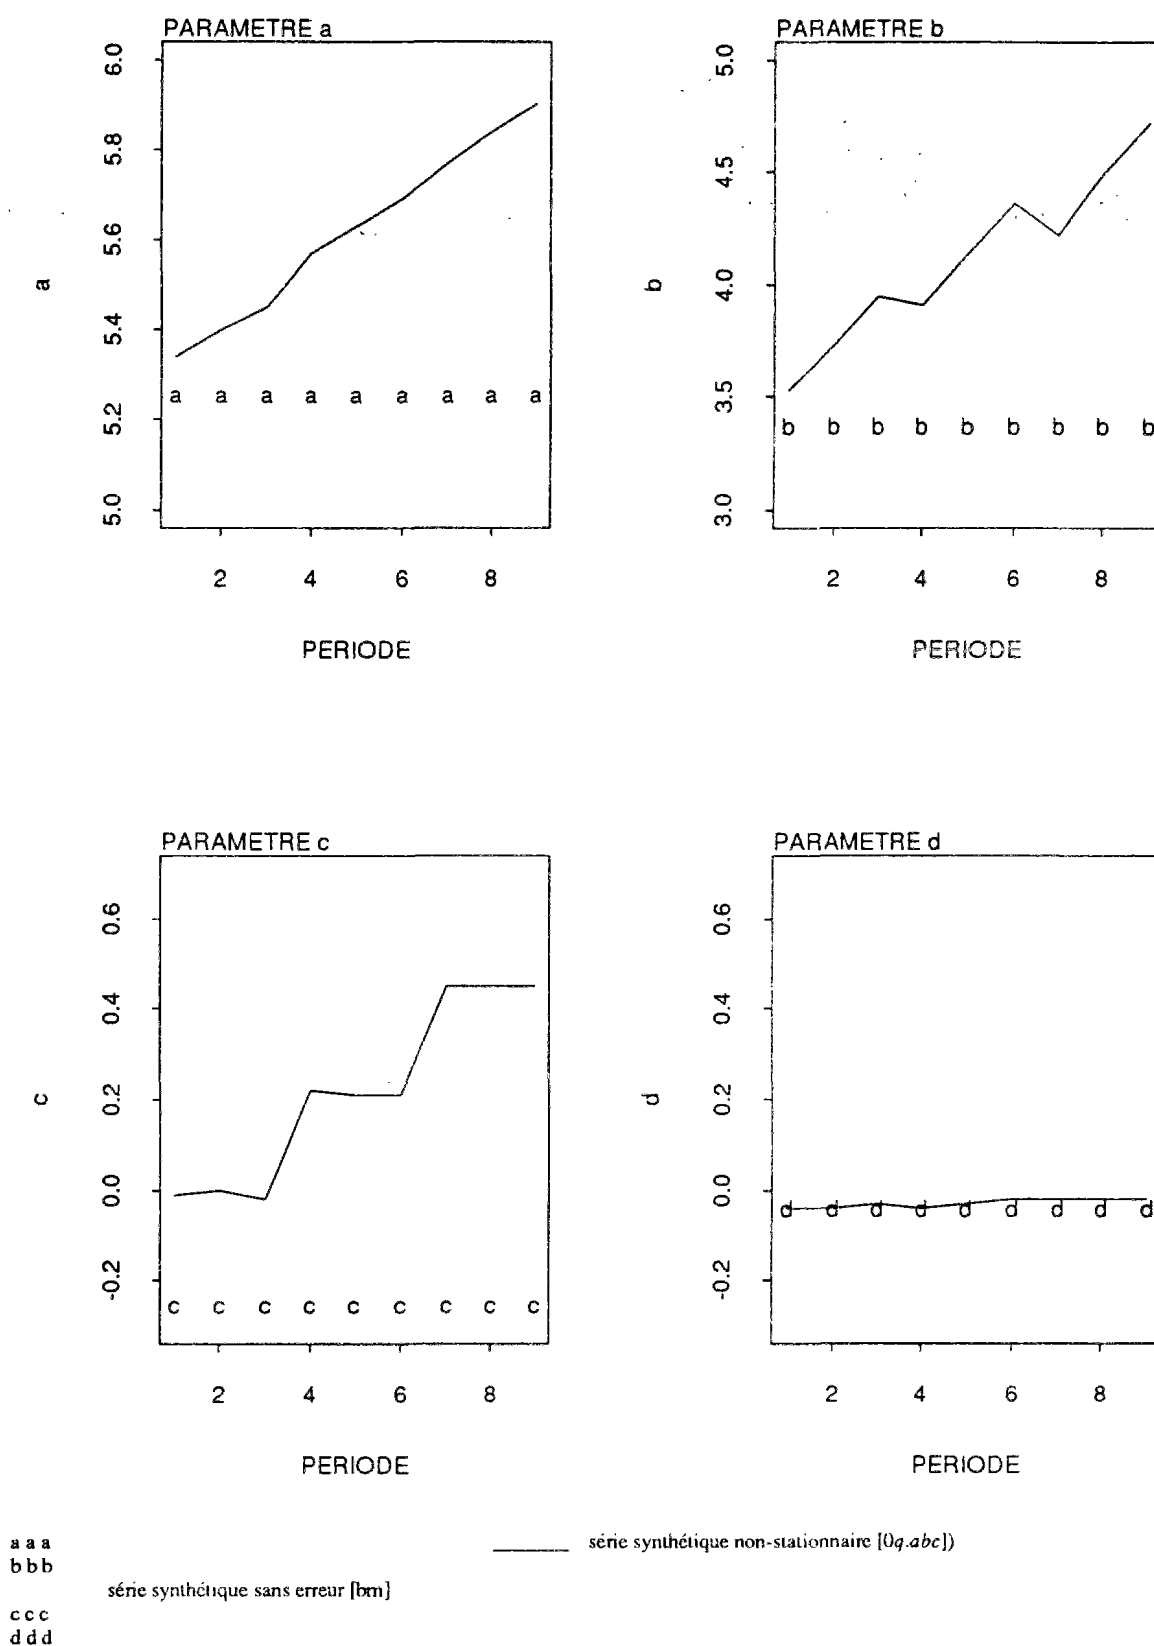 PARAMETRE a
6.0
5.8
5.6
5.4
5.2
5.0
a
a a a a a a a a a
2 4 6 8
PERIODE
PARAMETRE b
5.0
4.5
4.0
3.5
3.0
b
b b b b b b b b b
2 4 6 8
PERIODE
PARAMETRE c
0.6
0.4
0.2
0.0
-0.2
c
c c c c c c c c c
2 4 6 8
PERIODE
PARAMETRE d
0.6
0.4
0.2
0.0
-0.2
d
d d d d d d d d d
2 4 6 8
PERIODE
a a a
b b b
série synthétique non-stationnaire [0q.abc])
série synthétique sans erreur [bm]
c c c
d d d